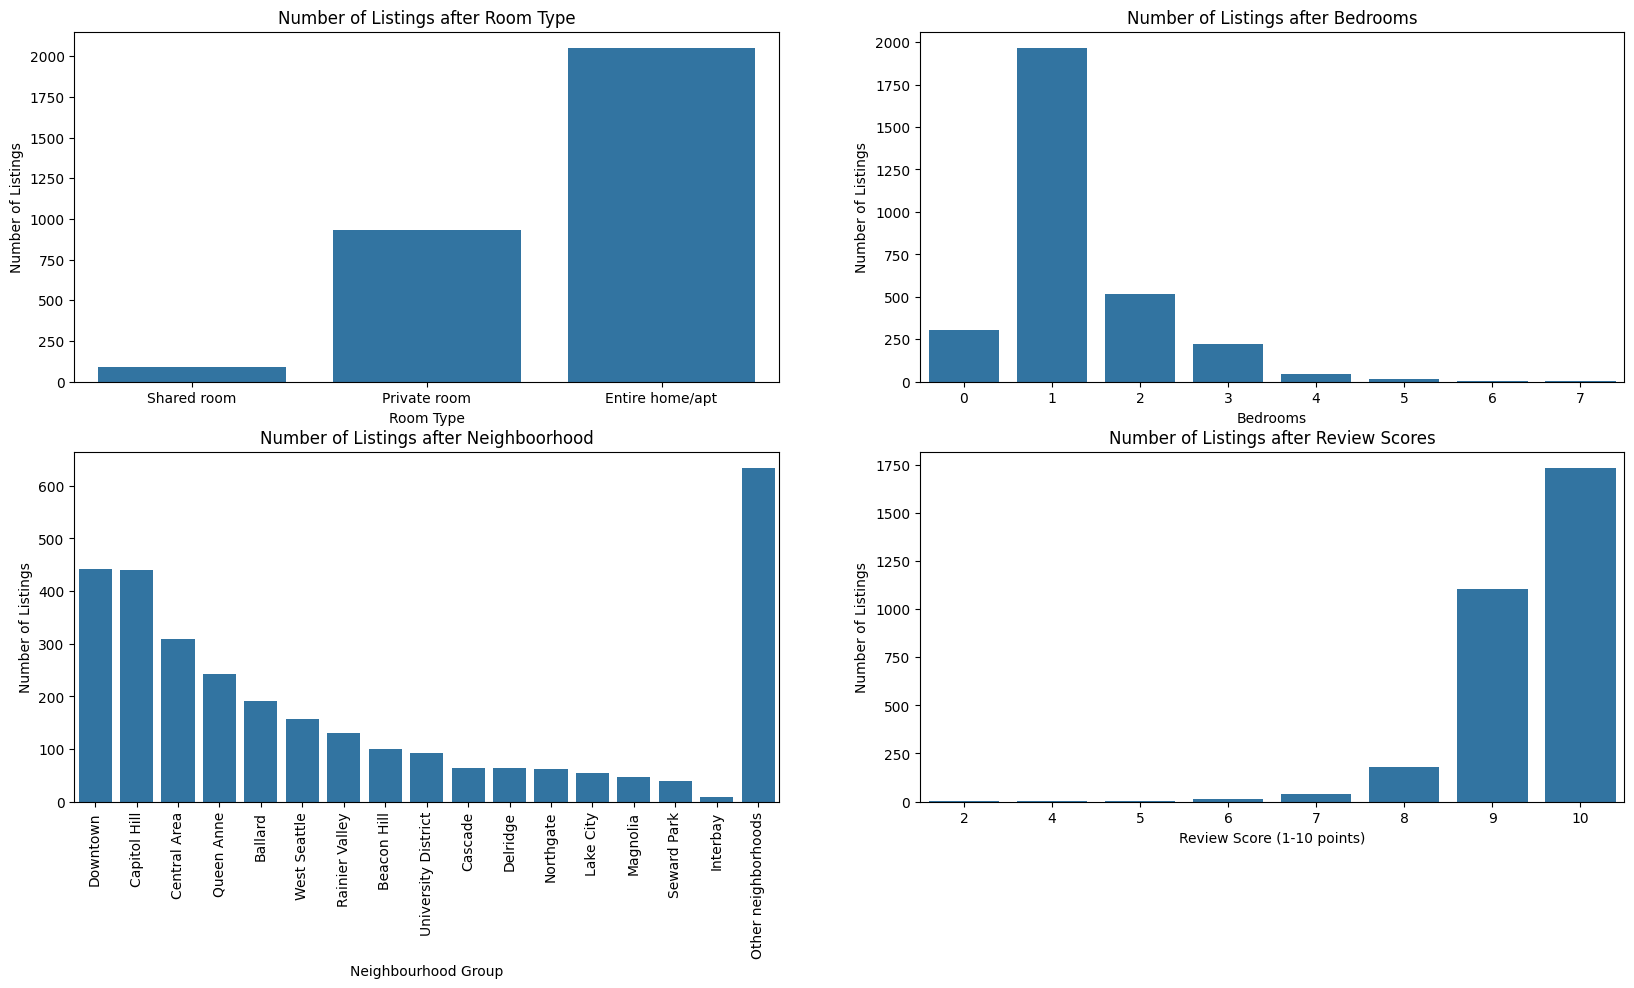 Number of Listings after Room Type
Number of Listings
2000
1750
1500
1250
1000
750
500
250
0
Shared room
Private room
Entire home/apt
Room Type
Number of Listings after Bedrooms
Number of Listings
2000
1750
1500
1250
1000
750
500
250
0
0
1
2
3
4
5
6
7
Bedrooms
Number of Listings after Neighboorhood
Number of Listings
600
500
400
300
200
100
0
Downtown
Capitol Hill
Central Area
Queen Anne
Ballard
West Seattle
Rainier Valley
Beacon Hill
University District
Cascade
Delridge
Northgate
Lake City
Magnolia
Seward Park
Interbay
Other neighborhoods
Neighbourhood Group
Number of Listings after Review Scores
Number of Listings
1750
1500
1250
1000
750
500
250
0
2
4
5
6
7
8
9
10
Review Score (1-10 points)